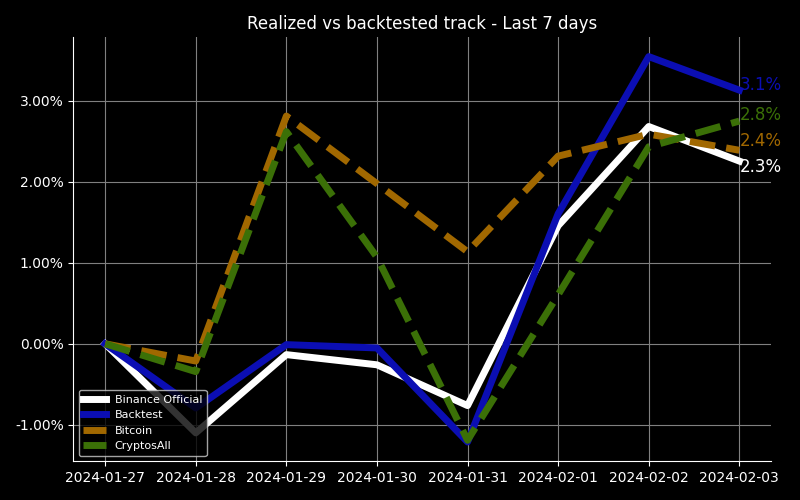 Realized vs backtested track - Last 7 days
3.00%
2.00%
1.00%
0.00%
-1.00%
3.1%
2.8%
2.4%
2.3%
Binance Official
Backtest
Bitcoin
CryptosAll
2024-01-27 2024-01-28 2024-01-29 2024-01-30 2024-01-31 2024-02-01 2024-02-02 2024-02-03